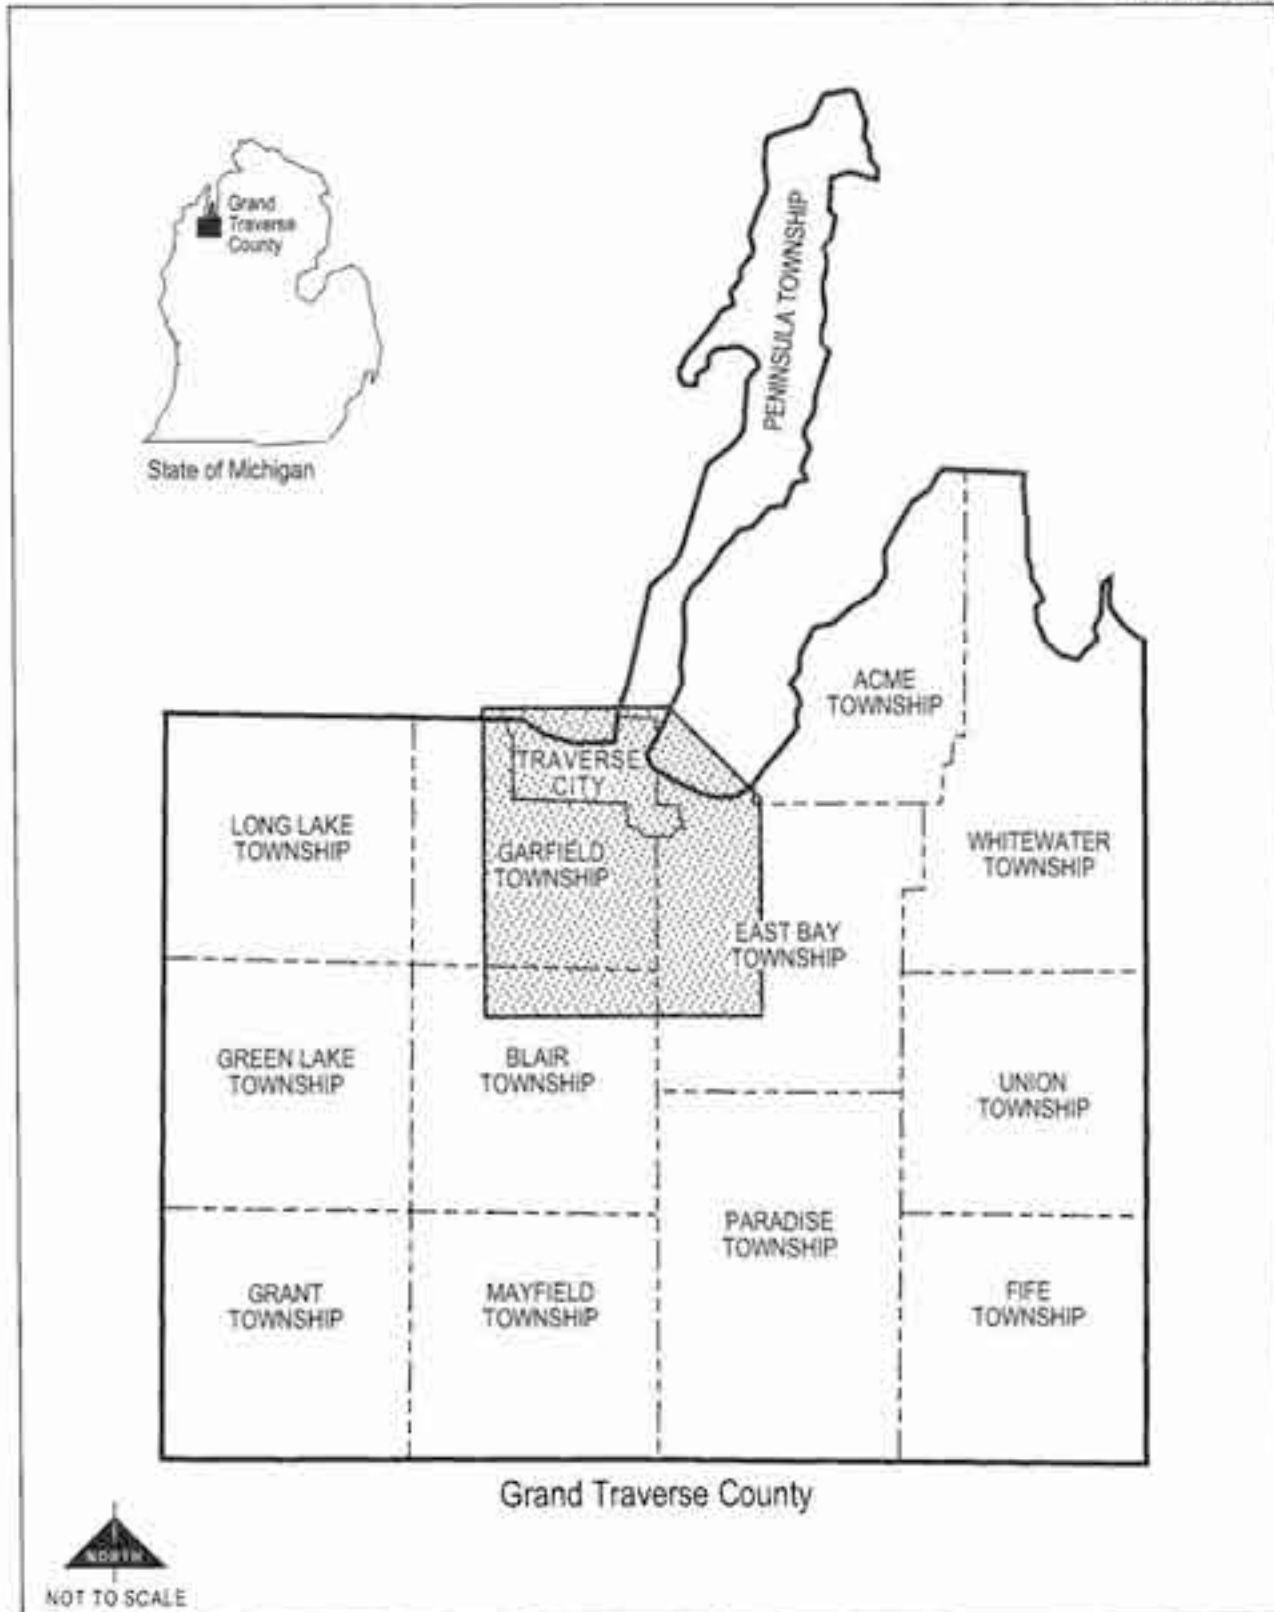 Grand
Traverse
County
State of Michigan
PENINSULA TOWNSHIP
ACME
TOWNSHIP
TRAVERSE
CITY
LONG LAKE
TOWNSHIP
GARFIELD
TOWNSHIP
WHITEWATER
TOWNSHIP
EAST BAY
TOWNSHIP
GREEN LAKE
TOWNSHIP
BLAIR
TOWNSHIP
UNION
TOWNSHIP
PARADISE
TOWNSHIP
GRANT
TOWNSHIP
MAYFIELD
TOWNSHIP
FIFE
TOWNSHIP
Grand Traverse County
NORTH
NOT TO SCALE